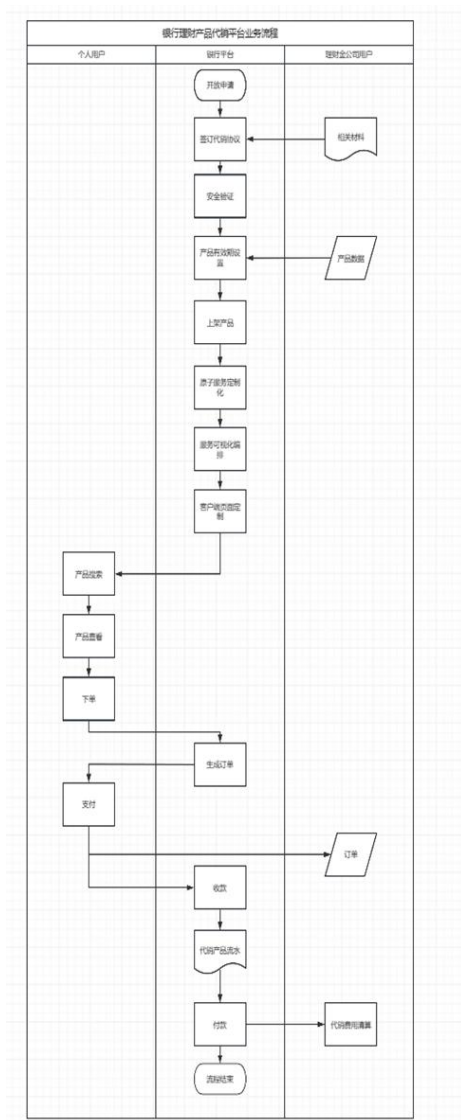 银行理财产品代销平台业务流程
个人用户
银行平台
理财金公司用户
开放申请
签订代销协议
相关材料
安全验证
产品有效期设
置
产品数据
上架产品
原子服务定制
化
服务可视化编
排
客户端页面定
制
产品搜索
产品查看
下单
生成订单
支付
订单
收款
代销产品流水
付款
代销费用清算
流程结束